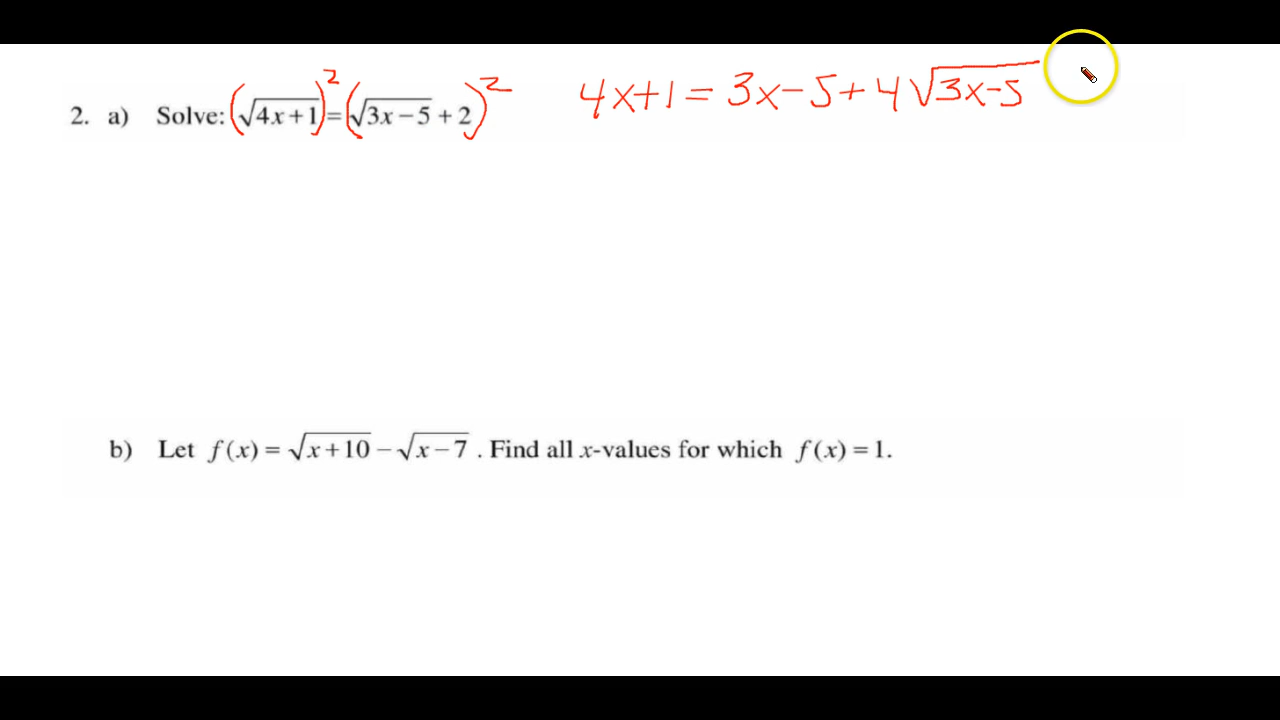 2. a) Solve: (√4x+1)² = (√3x−5 + 2)² 4x+1 = 3x−5+4√3x−5
b) Let f(x) = √x+10 − √x−7 . Find all x-values for which f(x) = 1.